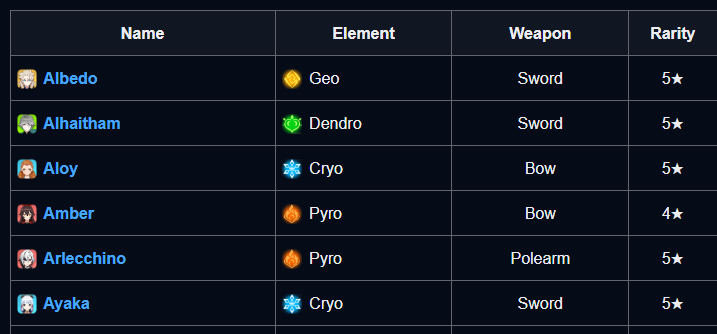 Name Element Weapon Rarity
Albedo Geo Sword 5★
Alhaitham Dendro Sword 5★
Aloy Cryo Bow 5★
Amber Pyro Bow 4★
Arlecchino Pyro Polearm 5★
Ayaka Cryo Sword 5★